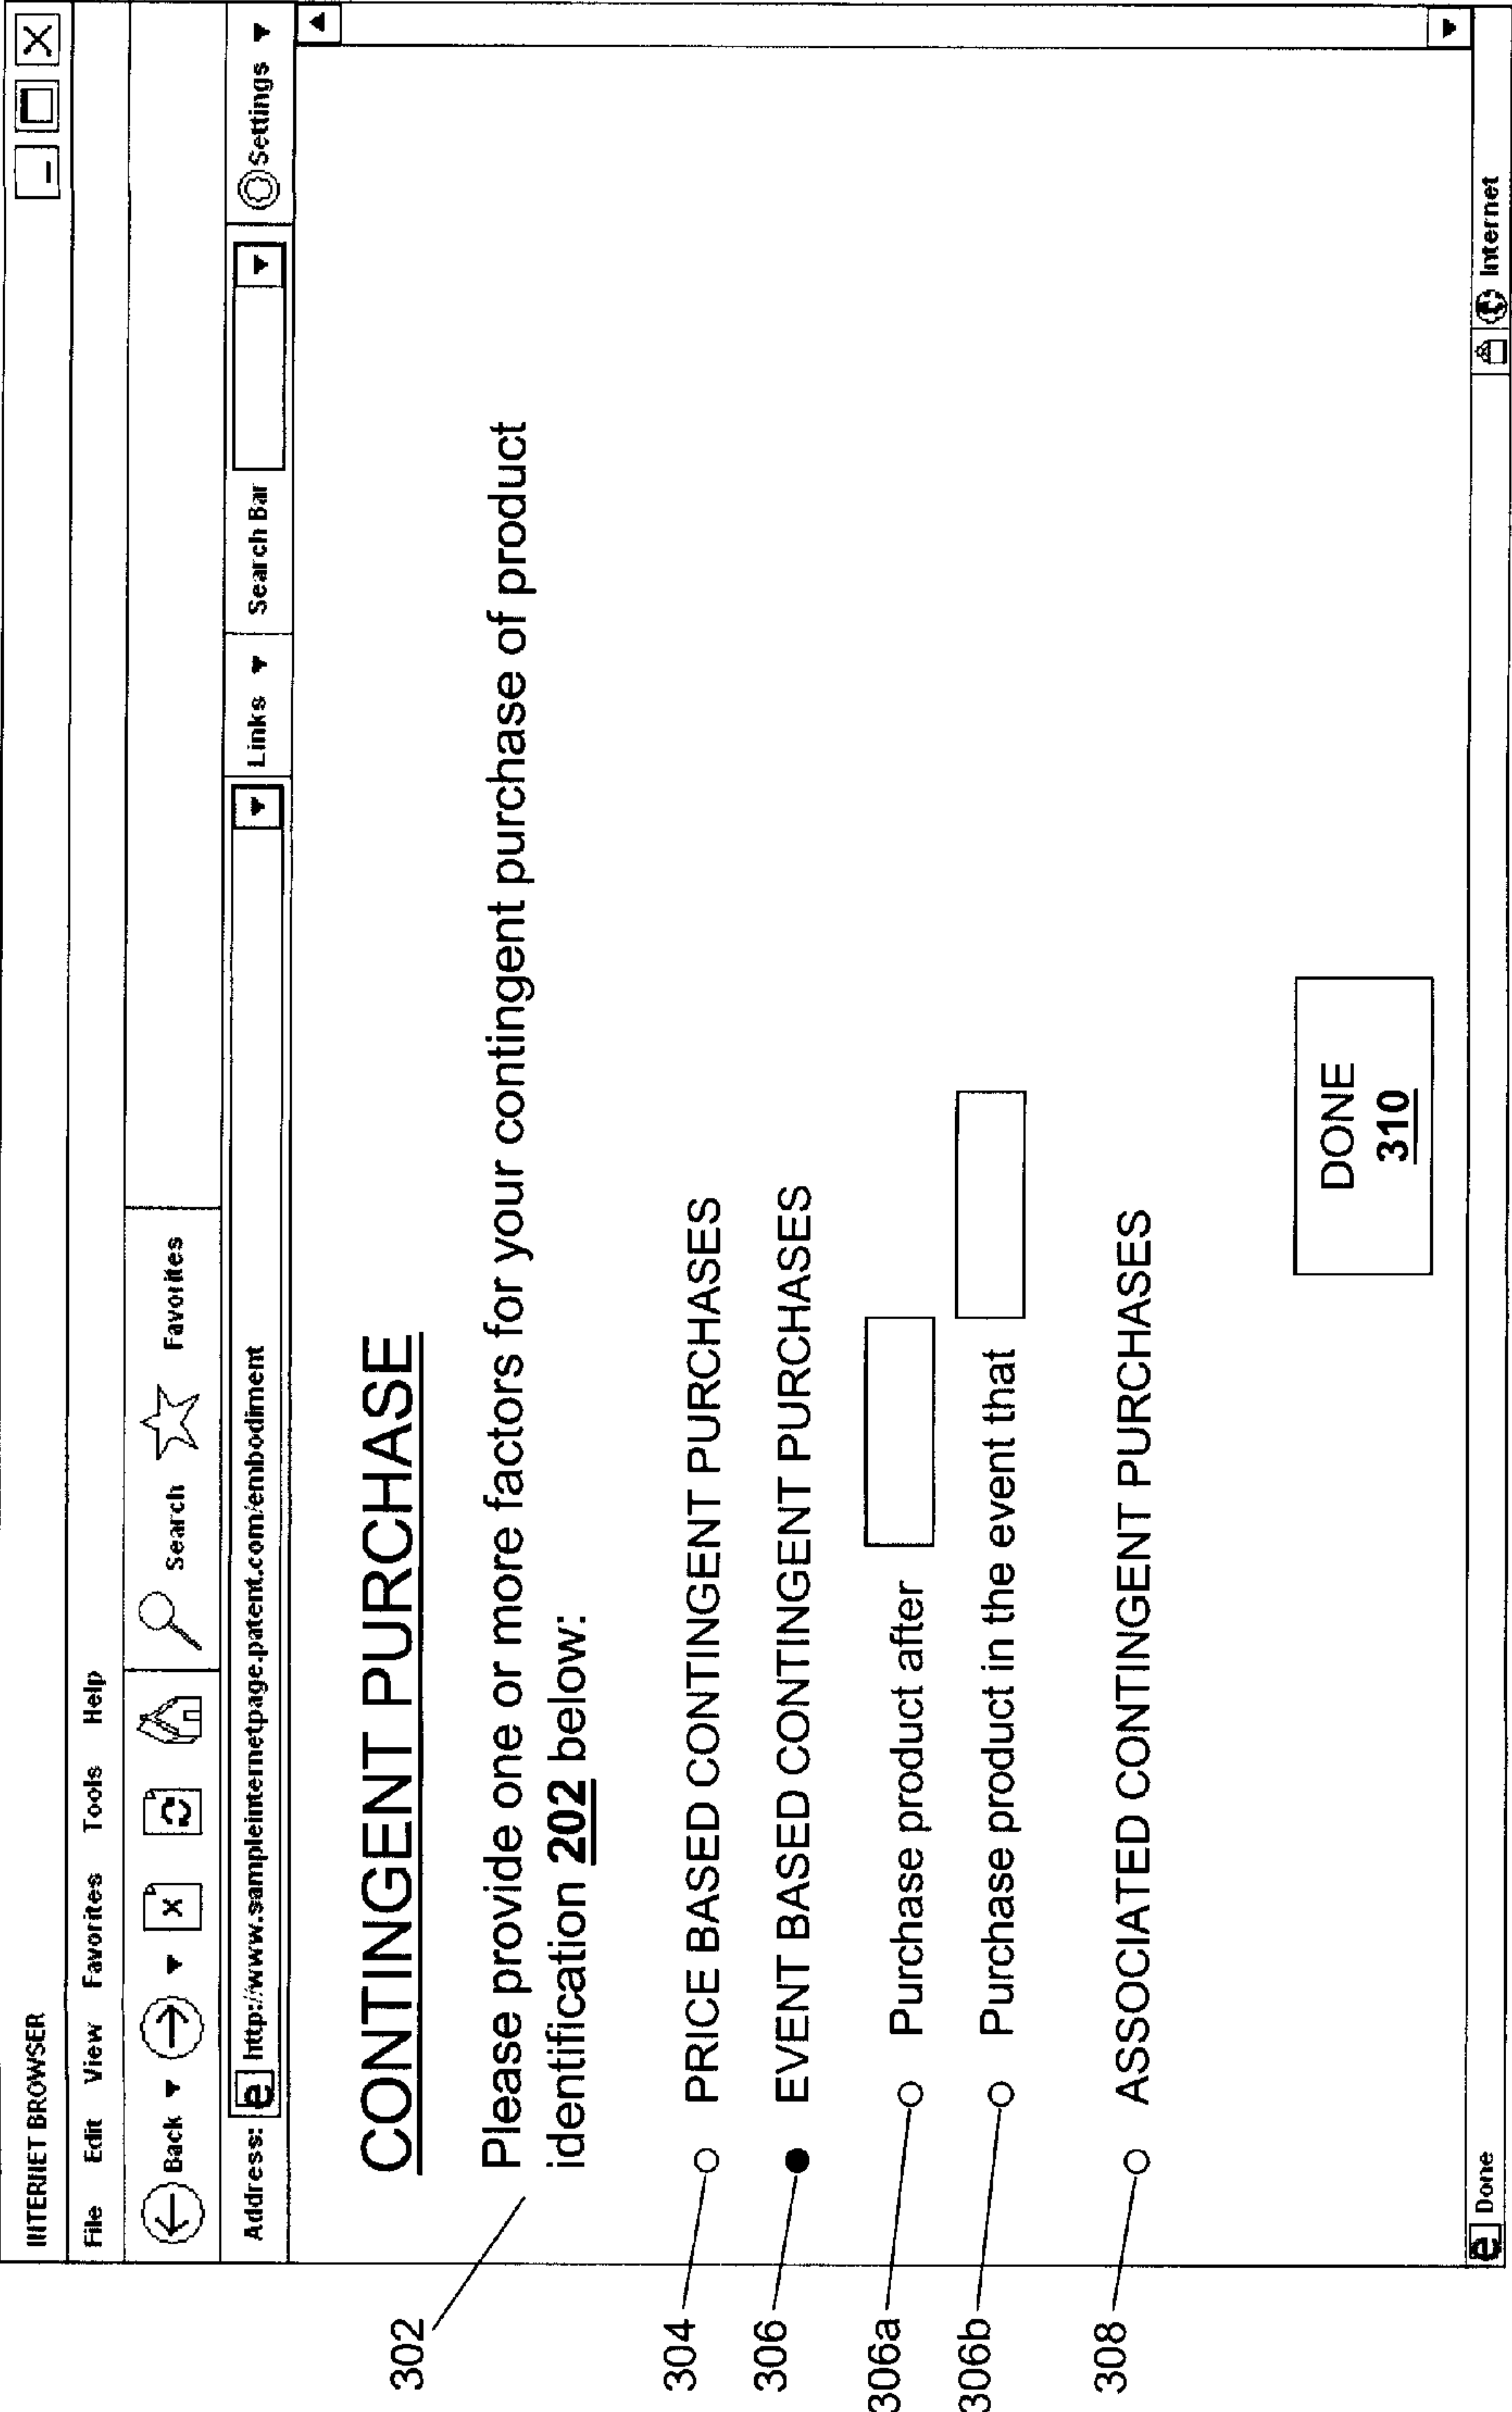 INTERNET BROWSER
File Edit View Favorites Tools Help
Back Search Favorites
Address: http://www.sampleinternetpage.patent.com/embodiment Links Search Bar Settings
CONTINGENT PURCHASE
302
Please provide one or more factors for your contingent purchase of product
identification 202 below:
304 PRICE BASED CONTINGENT PURCHASES
306 EVENT BASED CONTINGENT PURCHASES
306a Purchase product after
306b Purchase product in the event that
308 ASSOCIATED CONTINGENT PURCHASES
DONE
310
Done Internet